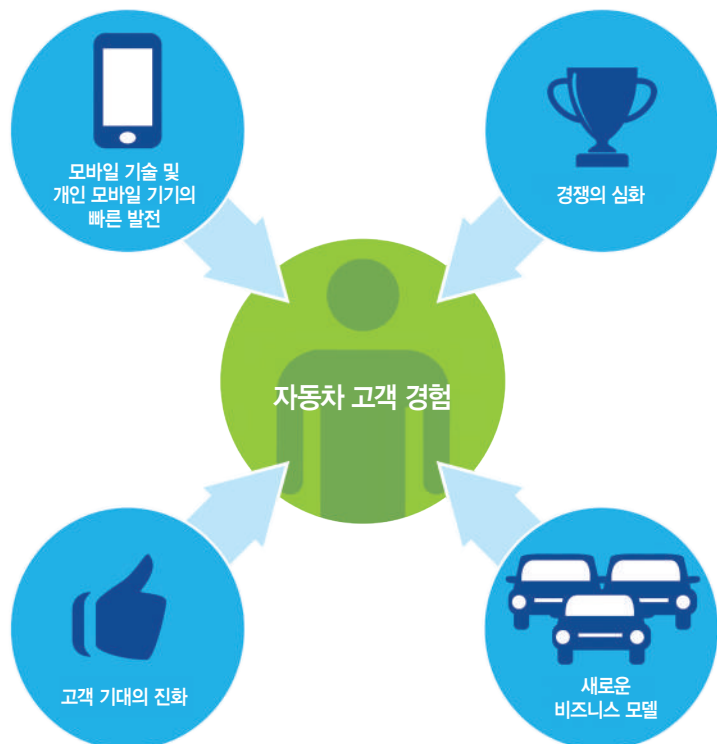 모바일 기술 및
개인 모바일 기기의
빠른 발전
경쟁의 심화
자동차 고객 경험
고객 기대의 진화
새로운
비즈니스 모델